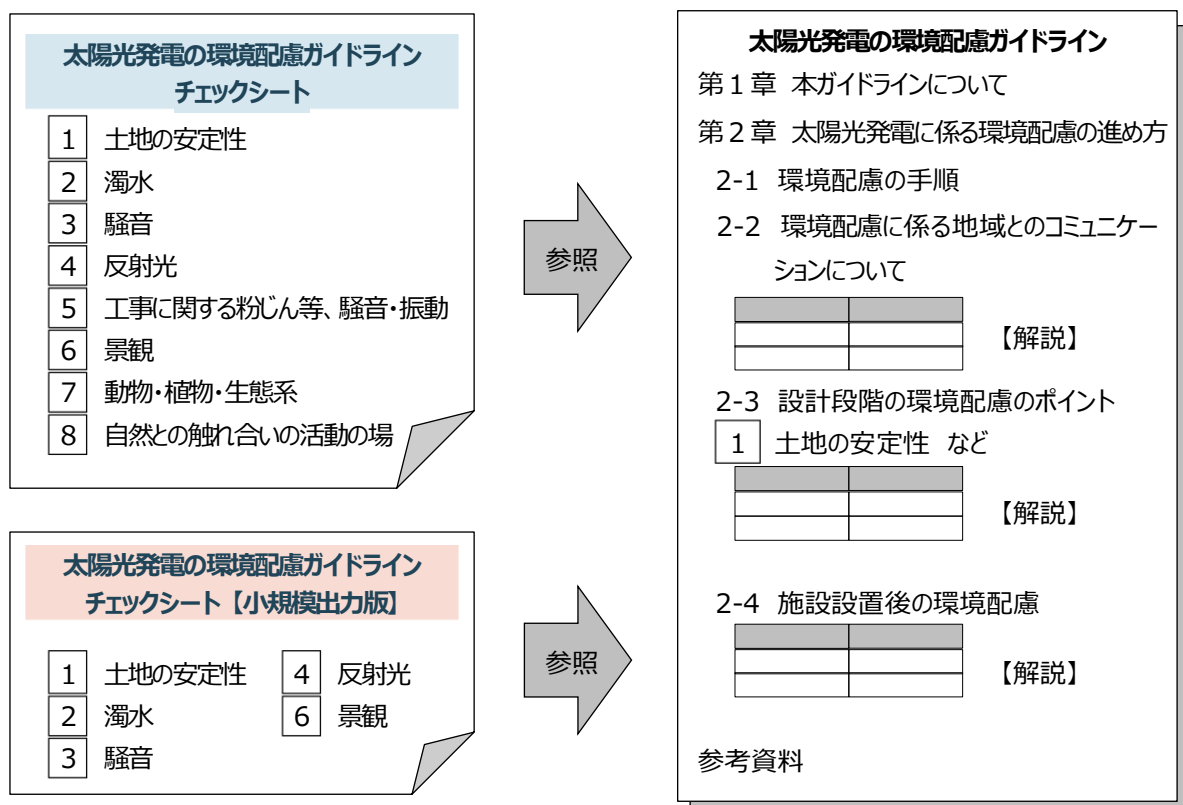 太陽光発電の環境配慮ガイドライン
チェックシート
1 土地の安定性
2 濁水
3 騒音
4 反射光
5 工事に関する粉じん等、騒音・振動
6 景観
7 動物・植物・生態系
8 自然との触れ合いの活動の場
参照
太陽光発電の環境配慮ガイドライン
チェックシート【小規模出力版】
1 土地の安定性
2 濁水
3 騒音
4 反射光
6 景観
参照
太陽光発電の環境配慮ガイドライン
第1章 本ガイドラインについて
第2章 太陽光発電に係る環境配慮の進め方
2-1 環境配慮の手順
2-2 環境配慮に係る地域とのコミュニケー
ションについて
【解説】
2-3 設計段階の環境配慮のポイント
1 土地の安定性 など
【解説】
2-4 施設設置後の環境配慮
【解説】
参考資料